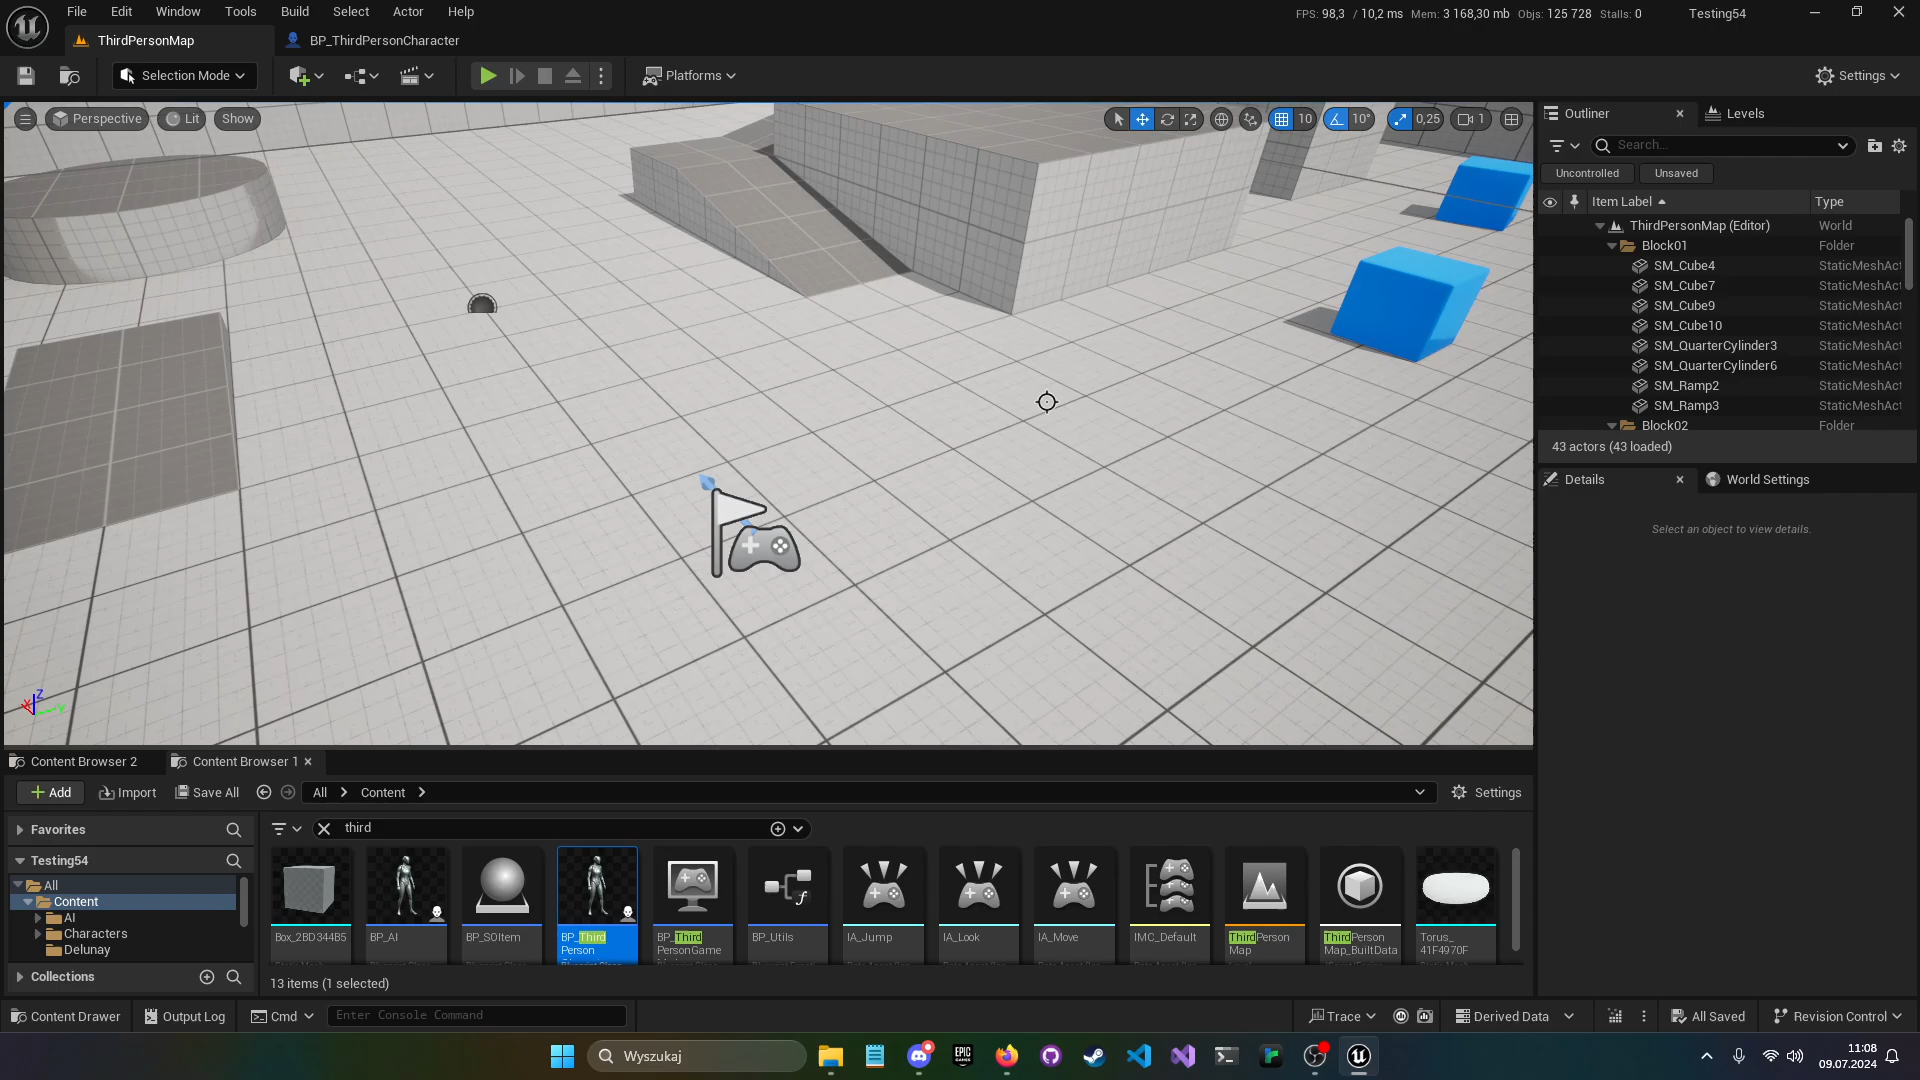 File Edit Window Tools Build Select Actor Help
FPS: 98,3 / 10,2 ms Mem: 3 168,30 mb Objs: 125 728 Stalls: 0 Testing54
ThirdPersonMap BP_ThirdPersonCharacter
Selection Mode Platforms Settings
Perspective Lit Show 10 10° 0,25 1
Outliner Levels
Search...
Uncontrolled Unsaved
Item Label Type
ThirdPersonMap (Editor) World
Block01 Folder
SM_Cube4 StaticMeshAct
SM_Cube7 StaticMeshAct
SM_Cube9 StaticMeshAct
SM_Cube10 StaticMeshAct
SM_QuarterCylinder3 StaticMeshAct
SM_QuarterCylinder6 StaticMeshAct
SM_Ramp2 StaticMeshAct
SM_Ramp3 StaticMeshAct
Block02 Folder
43 actors (43 loaded)
Details World Settings
Select an object to view details.
Z
X
Y
Content Browser 2 Content Browser 1
Add Import Save All All Content Settings
Favorites
third
Testing54
All
Content
AI
Characters
Delunay
Collections
Box_2BD344B5
BP_AI
BP_SOItem
BP_Third
Person
BP_Third
PersonGame
BP_Utils
IA_Jump
IA_Look
IA_Move
IMC_Default
ThirdPerson
Map
ThirdPerson
Map_BuiltData
Torus_
41F4970F
13 items (1 selected)
Content Drawer Output Log Cmd Enter Console Command Trace Derived Data All Saved Revision Control
Wyszukaj
EPIC
GAMES
11:08
09.07.2024